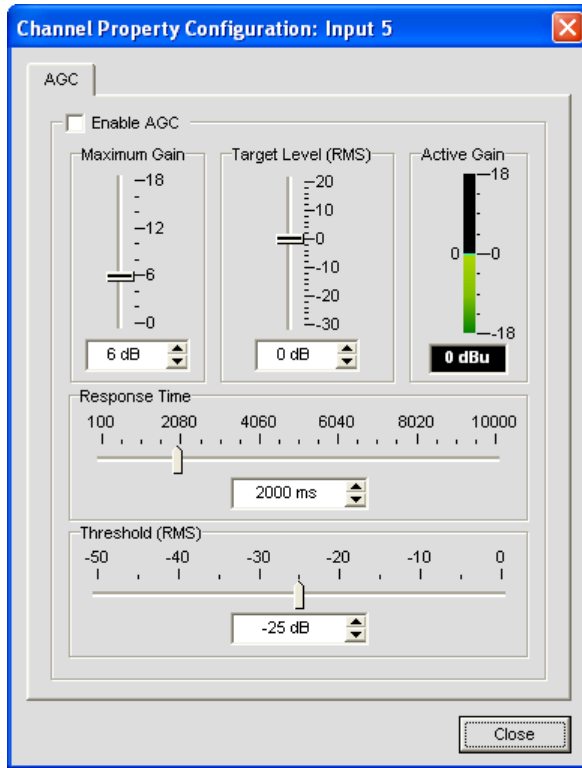 Channel Property Configuration: Input 5
AGC
Enable AGC
Maximum Gain
18
12
6
0
6 dB
Target Level (RMS)
20
10
0
-10
-20
-30
0 dB
Active Gain
18
0 0
-18
0 dBu
Response Time
100 2080 4060 6040 8020 10000
2000 ms
Threshold (RMS)
-50 -40 -30 -20 -10 0
-25 dB
Close